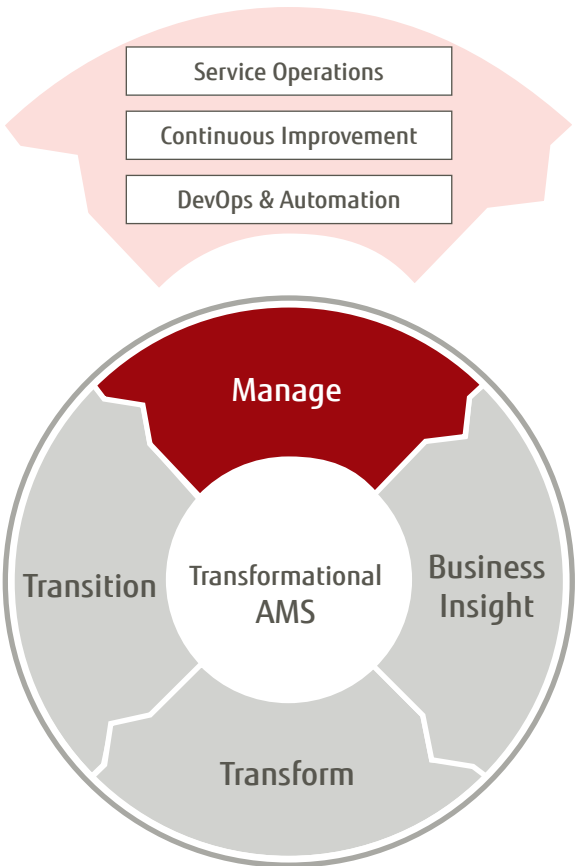 Service Operations
Continuous Improvement
DevOps & Automation
Manage
Transition
Transformational
AMS
Business
Insight
Transform